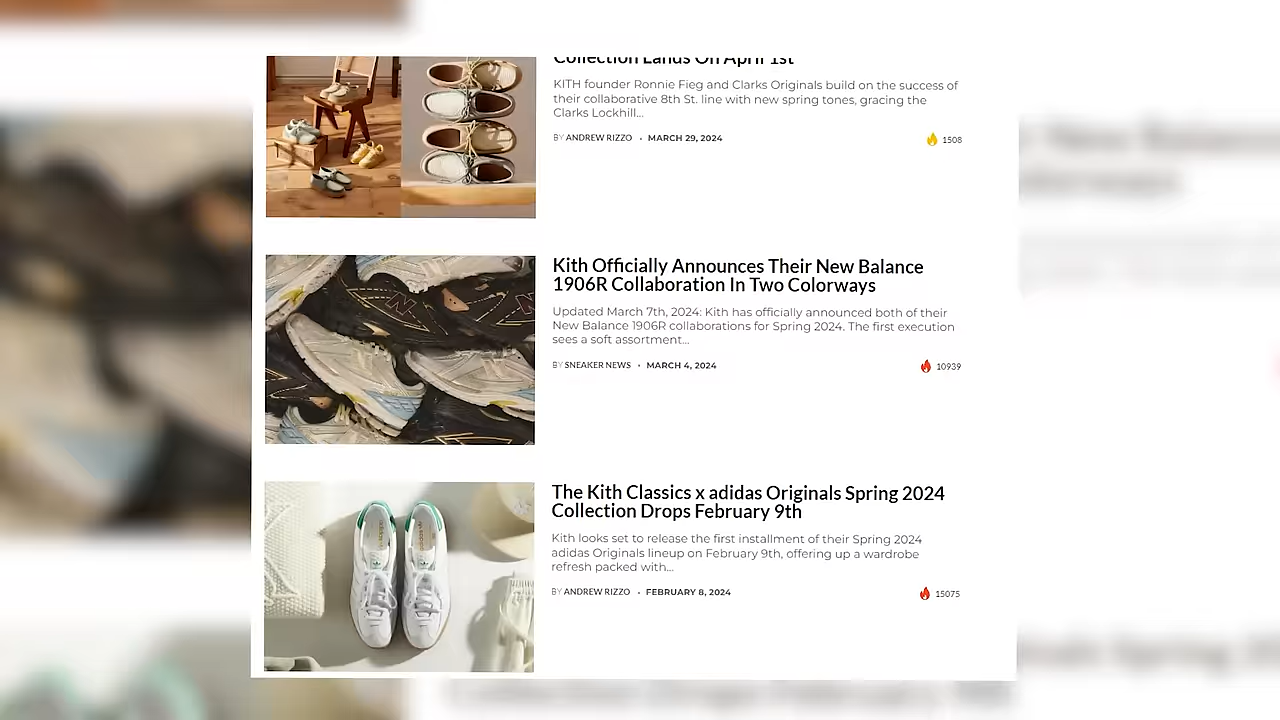 Collection Lands On April 1st
KITH founder Ronnie Fieg and Clarks Originals build on the success of
their collaborative 8th St. line with new spring tones, gracing the
Clarks Lockhill...
BY ANDREW RIZZO • MARCH 29, 2024
1508
Kith Officially Announces Their New Balance
1906R Collaboration In Two Colorways
Updated March 7th, 2024: Kith has officially announced both of their
New Balance 1906R collaborations for Spring 2024. The first execution
sees a soft assortment...
BY SNEAKER NEWS • MARCH 4, 2024
10939
The Kith Classics x adidas Originals Spring 2024
Collection Drops February 9th
Kith looks set to release the first installment of their Spring 2024
adidas Originals lineup on February 9th, offering up a wardrobe
refresh packed with...
BY ANDREW RIZZO • FEBRUARY 8, 2024
15075